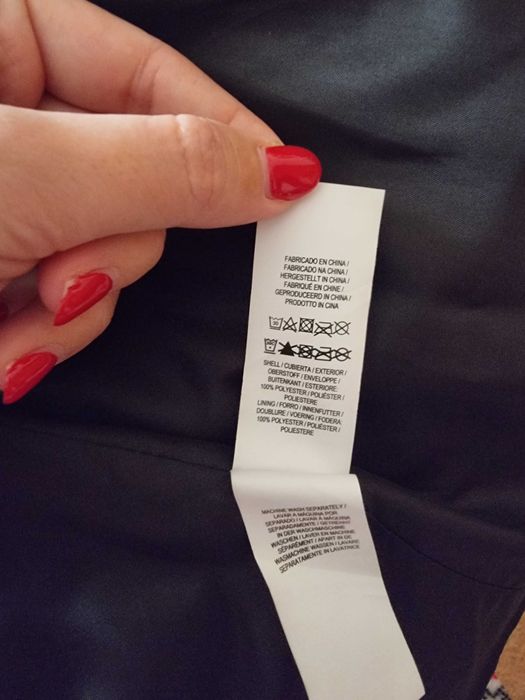 FABRICADO EN CHINA /
FABRICADO NA CHINA /
HERGESTELLT IN CHINA /
FABRIQUÉ EN CHINE /
GEPRODUCEERD IN CHINA /
PRODOTTO IN CINA
30
SHELL / CUBIERTA / EXTERIOR /
OBERSTOFF / ENVELOPPE /
BUITENKANT / ESTERIORE:
100% POLYESTER / POLIÉSTER /
POLIESTERE
LINING / FORRO / INNENFUTTER /
DOUBLURE / VOERING / FODERA:
100% POLYESTER / POLIÉSTER /
POLIESTERE
MACHINE WASH SEPARATELY /
LAVAR A MÁQUINA POR
SEPARADO / LAVAR À MÁQUINA
SEPARADAMENTE / GETRENNT
IN DER WASCHMASCHINE
WASCHEN / LAVER EN MACHINE
SÉPARÉMENT / APART IN DE
WASMACHINE WASSEN / LAVARE
SEPARATAMENTE IN LAVATRICE